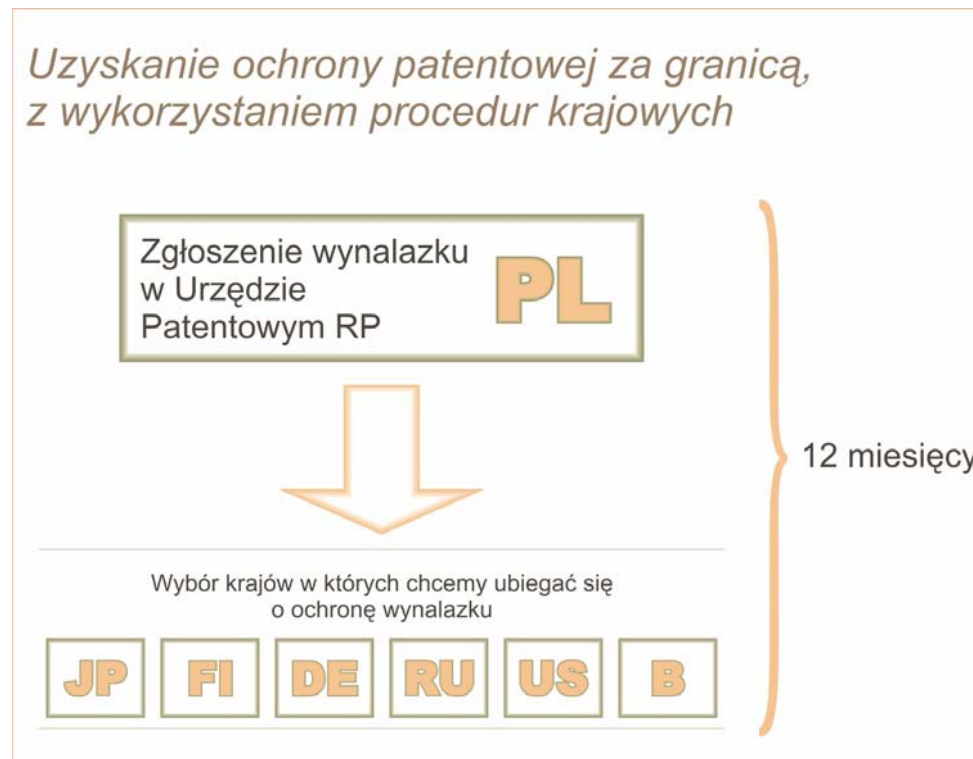 Uzyskanie ochrony patentowej za granicą,
z wykorzystaniem procedur krajowych
Zgłoszenie wynalazku
w Urzędzie
Patentowym RP
PL
12 miesięcy
Wybór krajów w których chcemy ubiegać się
o ochronę wynalazku
JP FI DE RU US B